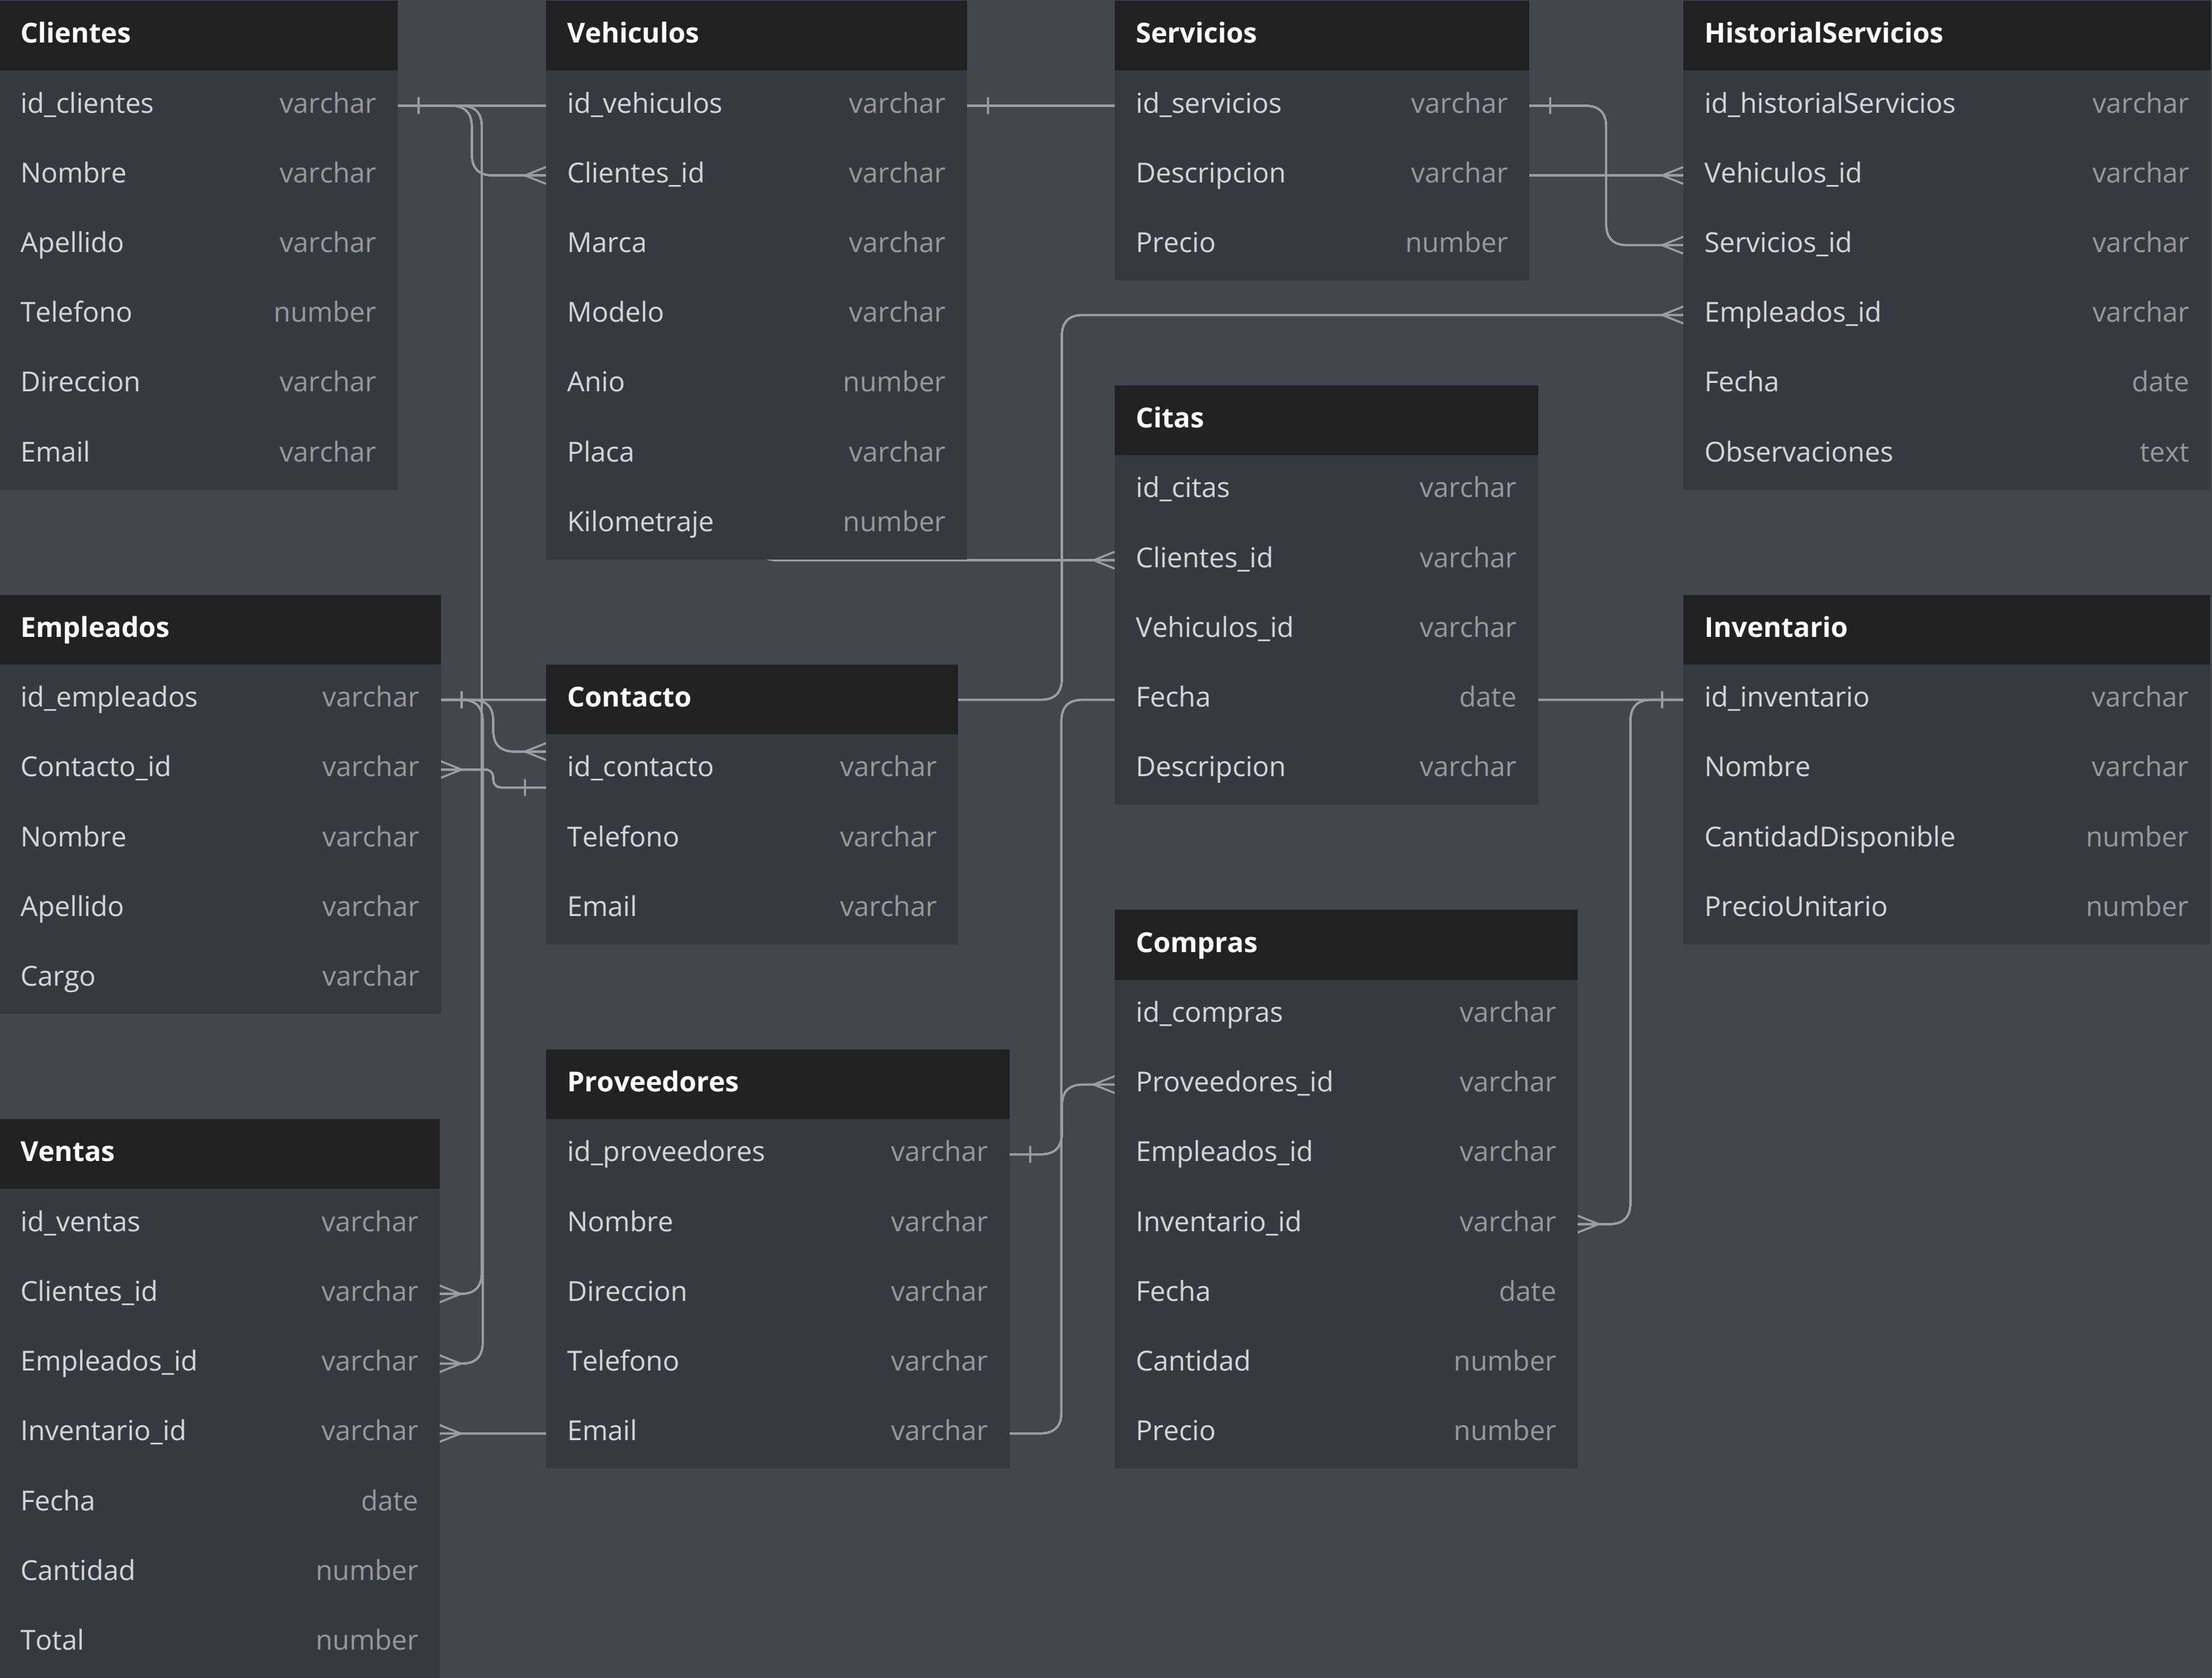 Clientes
id_clientes varchar
Nombre varchar
Apellido varchar
Telefono number
Direccion varchar
Email varchar
Vehiculos
id_vehiculos varchar
Clientes_id varchar
Marca varchar
Modelo varchar
Anio number
Placa varchar
Kilometraje number
Servicios
id_servicios varchar
Descripcion varchar
Precio number
HistorialServicios
id_historialServicios varchar
Vehiculos_id varchar
Servicios_id varchar
Empleados_id varchar
Fecha date
Observaciones text
Citas
id_citas varchar
Clientes_id varchar
Vehiculos_id varchar
Fecha date
Descripcion varchar
Empleados
id_empleados varchar
Contacto_id varchar
Nombre varchar
Apellido varchar
Cargo varchar
Contacto
id_contacto varchar
Telefono varchar
Email varchar
Inventario
id_inventario varchar
Nombre varchar
CantidadDisponible number
PrecioUnitario number
Compras
id_compras varchar
Proveedores_id varchar
Empleados_id varchar
Inventario_id varchar
Fecha date
Cantidad number
Precio number
Proveedores
id_proveedores varchar
Nombre varchar
Direccion varchar
Telefono varchar
Email varchar
Ventas
id_ventas varchar
Clientes_id varchar
Empleados_id varchar
Inventario_id varchar
Fecha date
Cantidad number
Total number